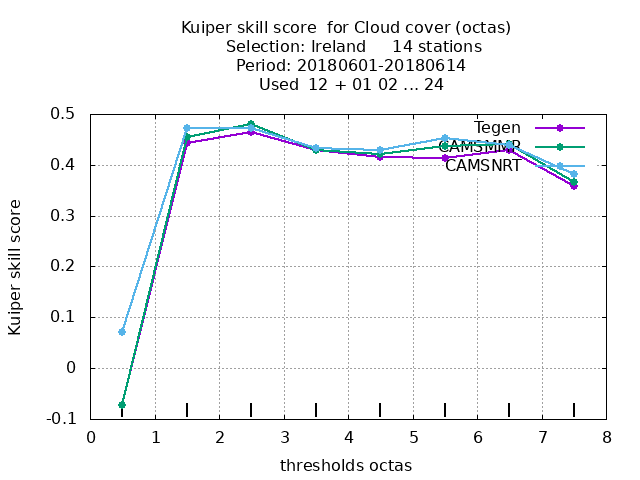 Kuiper skill score  for Cloud cover (octas)
Selection: Ireland     14 stations
Period: 20180601-20180614
Used  12 + 01 02 ... 24
Tegen
CAMSMMR
CAMSNRT
Kuiper skill score
0.5
0.4
0.3
0.2
0.1
0
-0.1
0 1 2 3 4 5 6 7 8
thresholds octas